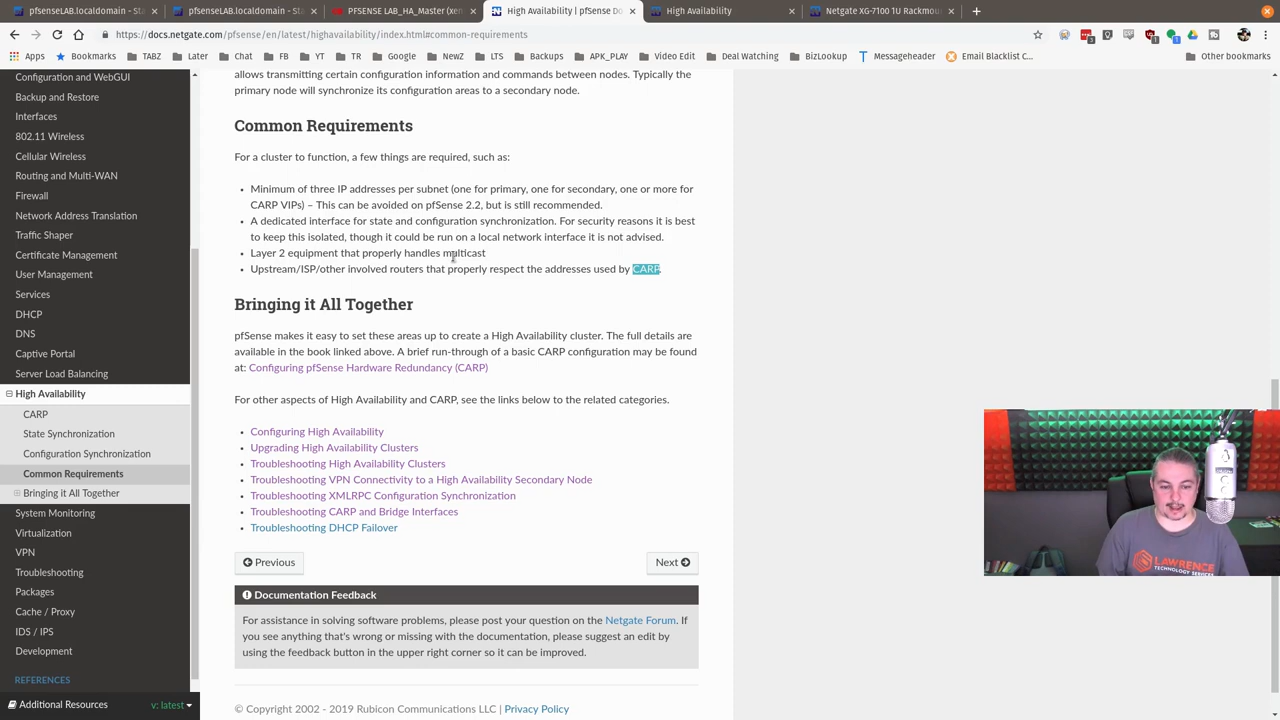 pfsenseLAB.localdomain - Sta
pfsenseLAB.localdomain - Sta
PFSENSE LAB_HA_Master (xen
High Availability | pfSense Do
High Availability
Netgate XG-7100 1U Rackmou
https://docs.netgate.com/pfsense/en/latest/highavailability/index.html#common-requirements
Apps
Bookmarks
TABZ
Later
Chat
FB
YT
TR
Google
NewZ
LTS
Backups
APK_PLAY
Video Edit
Deal Watching
BizLookup
Messageheader
Email Blacklist C...
Other bookmarks
Configuration and WebGUI
Backup and Restore
Interfaces
802.11 Wireless
Cellular Wireless
Routing and Multi-WAN
Firewall
Network Address Translation
Traffic Shaper
Certificate Management
User Management
Services
DHCP
DNS
Captive Portal
Server Load Balancing
High Availability
CARP
State Synchronization
Configuration Synchronization
Common Requirements
Bringing it All Together
System Monitoring
Virtualization
VPN
Troubleshooting
Packages
Cache / Proxy
IDS / IPS
Development
REFERENCES
Additional Resources
v: latest
allows transmitting certain configuration information and commands between nodes. Typically the
primary node will synchronize its configuration areas to a secondary node.
Common Requirements
For a cluster to function, a few things are required, such as:
• Minimum of three IP addresses per subnet (one for primary, one for secondary, one or more for
CARP VIPs) – This can be avoided on pfSense 2.2, but is still recommended.
• A dedicated interface for state and configuration synchronization. For security reasons it is best
to keep this isolated, though it could be run on a local network interface it is not advised.
• Layer 2 equipment that properly handles multicast
• Upstream/ISP/other involved routers that properly respect the addresses used by CARP.
Bringing it All Together
pfSense makes it easy to set these areas up to create a High Availability cluster. The full details are
available in the book linked above. A brief run-through of a basic CARP configuration may be found
at: Configuring pfSense Hardware Redundancy (CARP)
For other aspects of High Availability and CARP, see the links below to the related categories.
• Configuring High Availability
• Upgrading High Availability Clusters
• Troubleshooting High Availability Clusters
• Troubleshooting VPN Connectivity to a High Availability Secondary Node
• Troubleshooting XMLRPC Configuration Synchronization
• Troubleshooting CARP and Bridge Interfaces
• Troubleshooting DHCP Failover
Previous
Next
Documentation Feedback
For assistance in solving software problems, please post your question on the Netgate Forum. If
you see anything that's wrong or missing with the documentation, please suggest an edit by
using the feedback button in the upper right corner so it can be improved.
© Copyright 2002 - 2019 Rubicon Communications LLC | Privacy Policy
LAWRENCE
TECHNOLOGY SERVICES